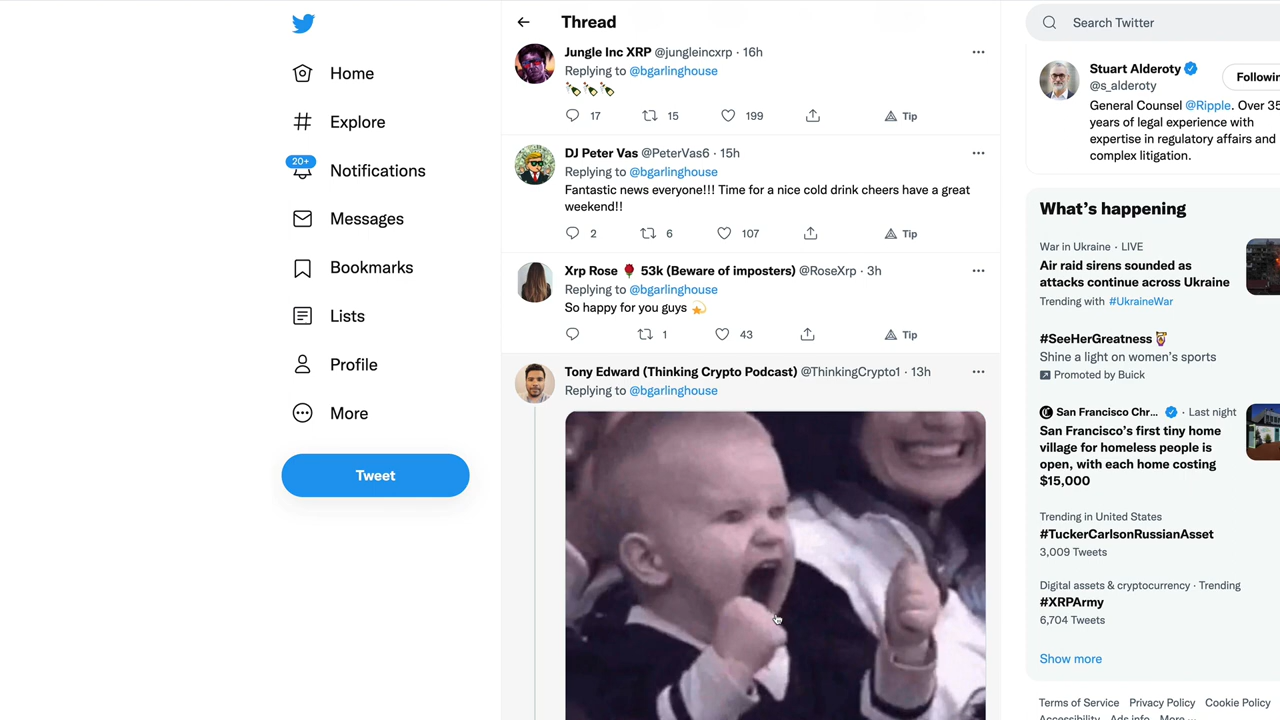 Home
Explore
20+
Notifications
Messages
Bookmarks
Lists
Profile
More
Tweet
Thread
Jungle Inc XRP @jungleincxrp · 16h
Replying to @bgarlinghouse
🍾🍾🍾
17 15 199 Tip
DJ Peter Vas @PeterVas6 · 15h
Replying to @bgarlinghouse
Fantastic news everyone!!! Time for a nice cold drink cheers have a great
weekend!!
2 6 107 Tip
Xrp Rose 🌹 53k (Beware of imposters) @RoseXrp · 3h
Replying to @bgarlinghouse
So happy for you guys 💫
1 43 Tip
Tony Edward (Thinking Crypto Podcast) @ThinkingCrypto1 · 13h
Replying to @bgarlinghouse
Search Twitter
Stuart Alderoty
Followin
@s_alderoty
General Counsel @Ripple. Over 35
years of legal experience with
expertise in regulatory affairs and
complex litigation.
What's happening
War in Ukraine · LIVE
Air raid sirens sounded as
attacks continue across Ukraine
Trending with #UkraineWar
#SeeHerGreatness
Shine a light on women's sports
Promoted by Buick
San Francisco Chr... · Last night
San Francisco's first tiny home
village for homeless people is
open, with each home costing
$15,000
Trending in United States
#TuckerCarlsonRussianAsset
3,009 Tweets
Digital assets & cryptocurrency · Trending
#XRPArmy
6,704 Tweets
Show more
Terms of Service Privacy Policy Cookie Policy
Accessibility Ads info More ...